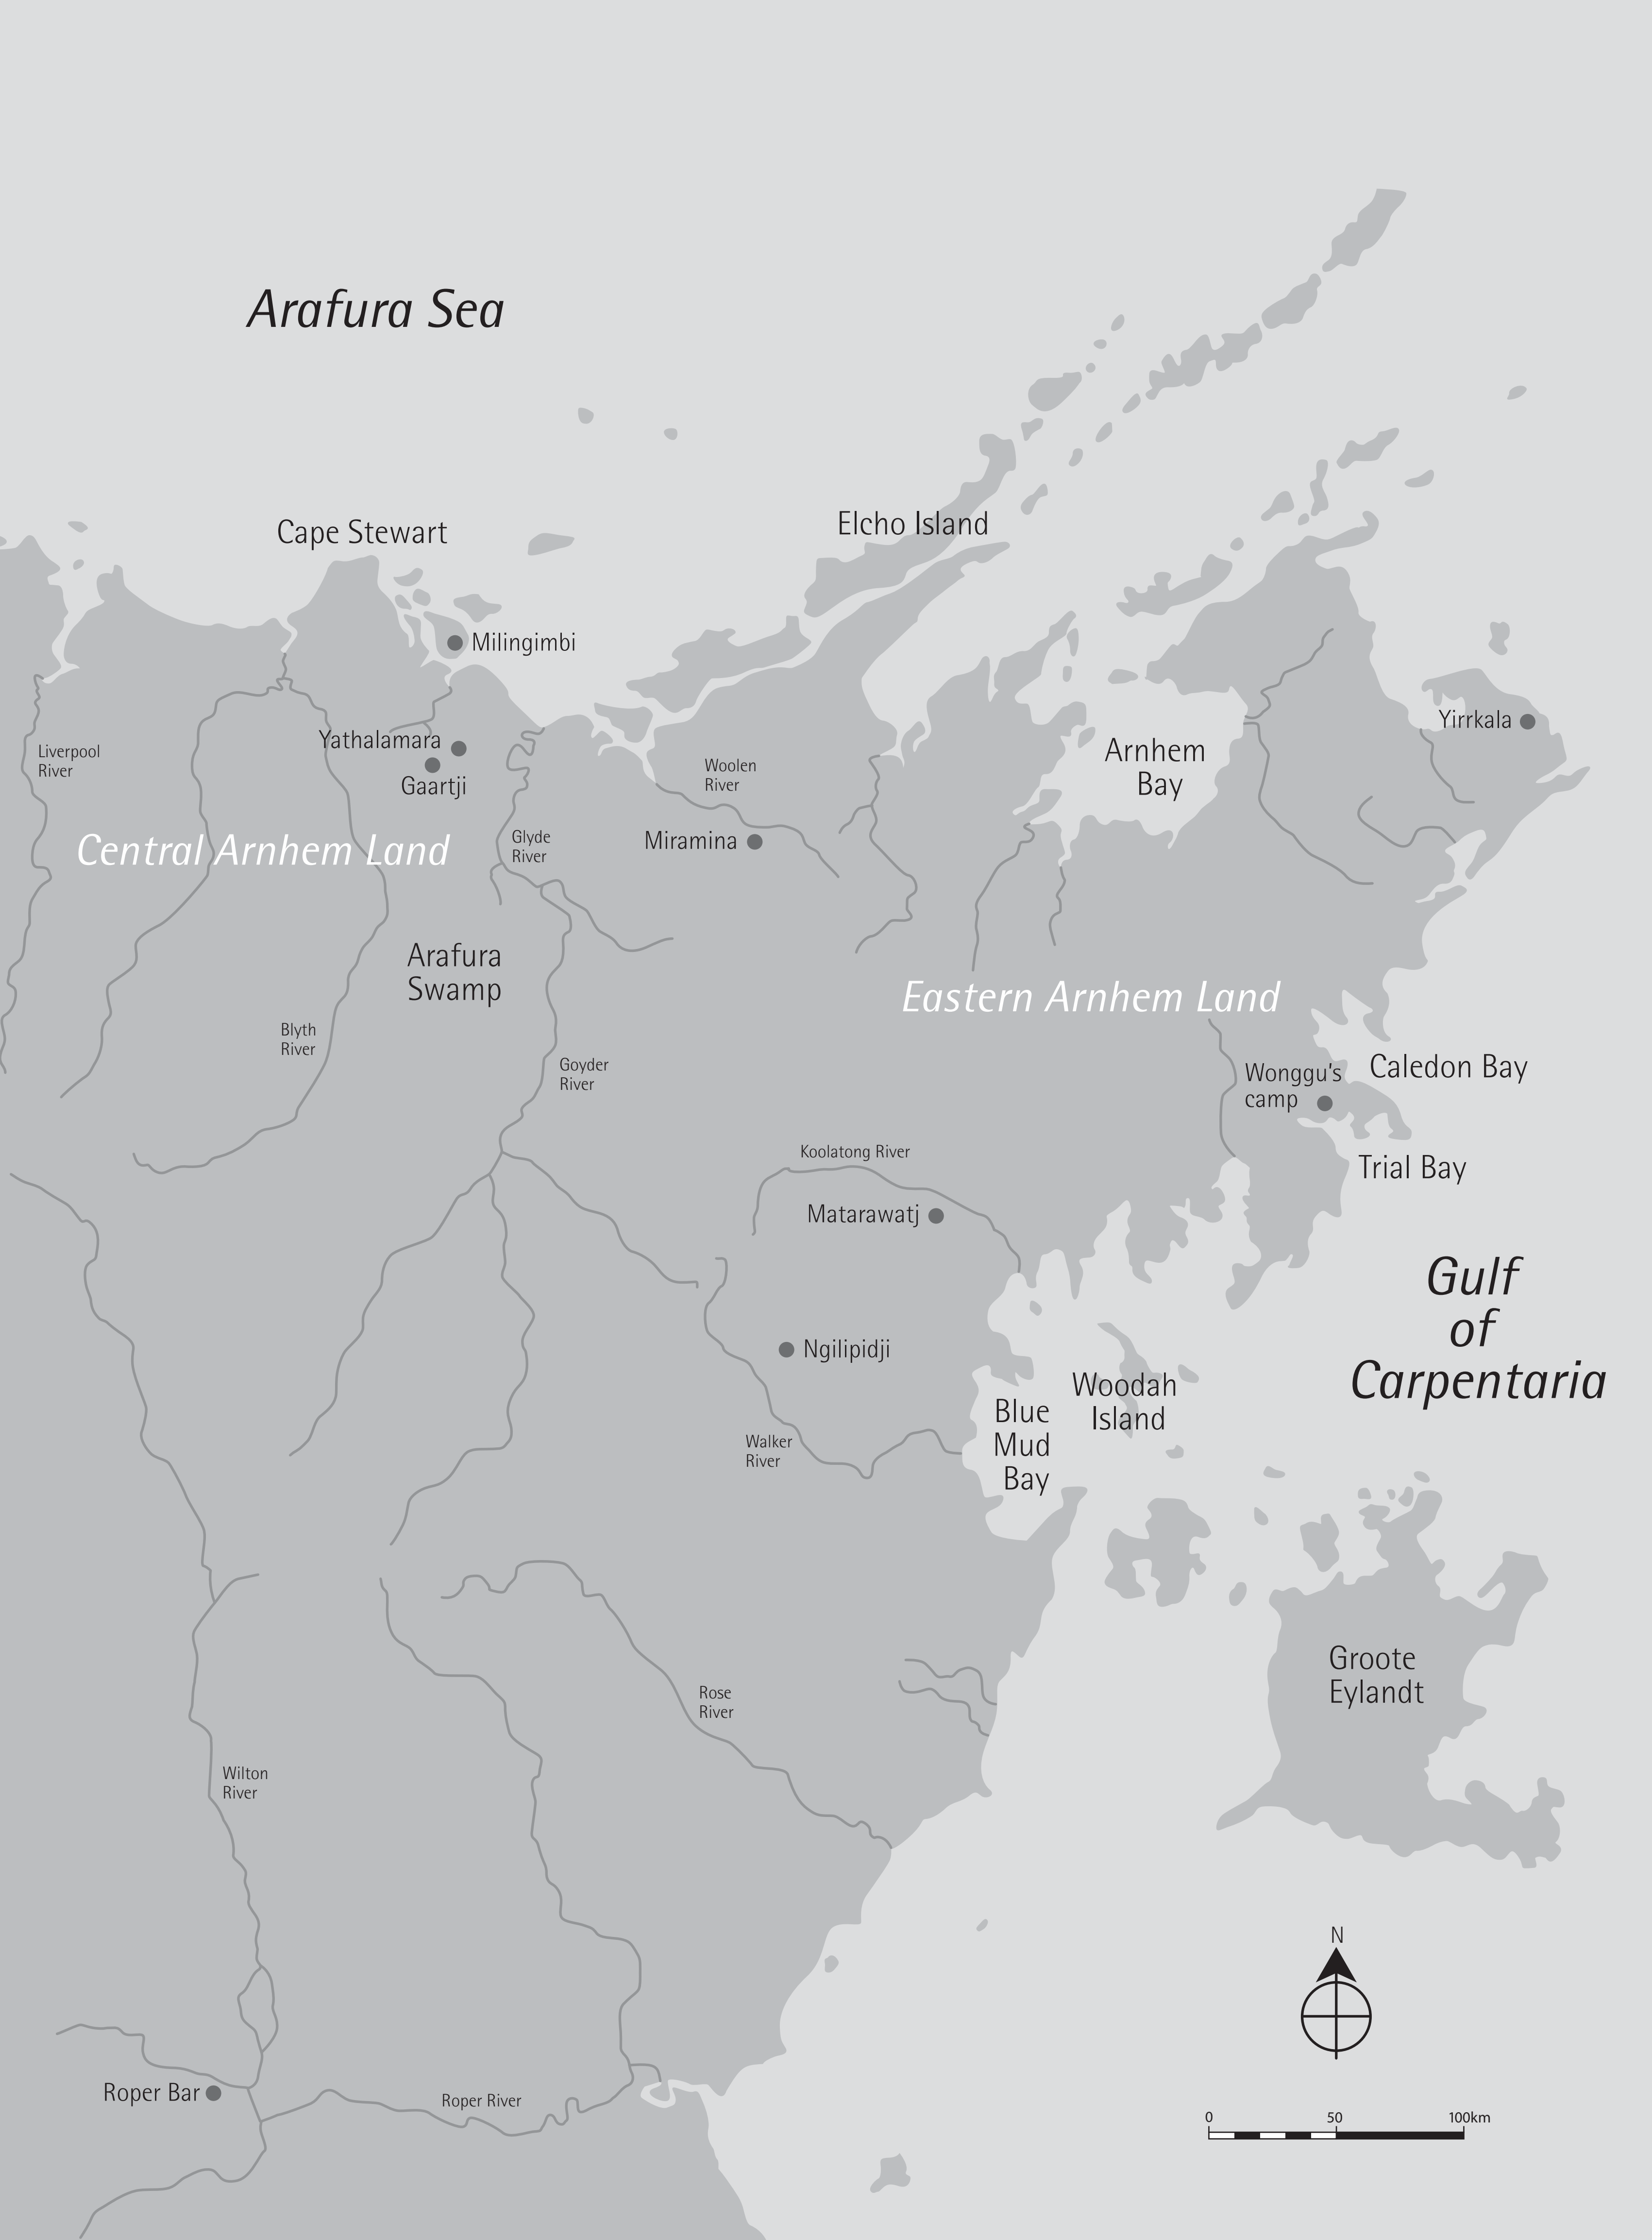 Arafura Sea
Cape Stewart
Elcho Island
Milingimbi
Yirrkala
Yathalamara
Gaartji
Liverpool
River
Woolen
River
Arnhem
Bay
Central Arnhem Land
Glyde
River
Miramina
Arafura
Swamp
Eastern Arnhem Land
Blyth
River
Goyder
River
Wonggu's
camp
Caledon Bay
Koolatong River
Trial Bay
Matarawatj
Gulf
of
Carpentaria
Ngilipidji
Woodah
Island
Blue
Mud
Bay
Walker
River
Groote
Eylandt
Rose
River
Wilton
River
N
Roper Bar
Roper River
0 50 100km